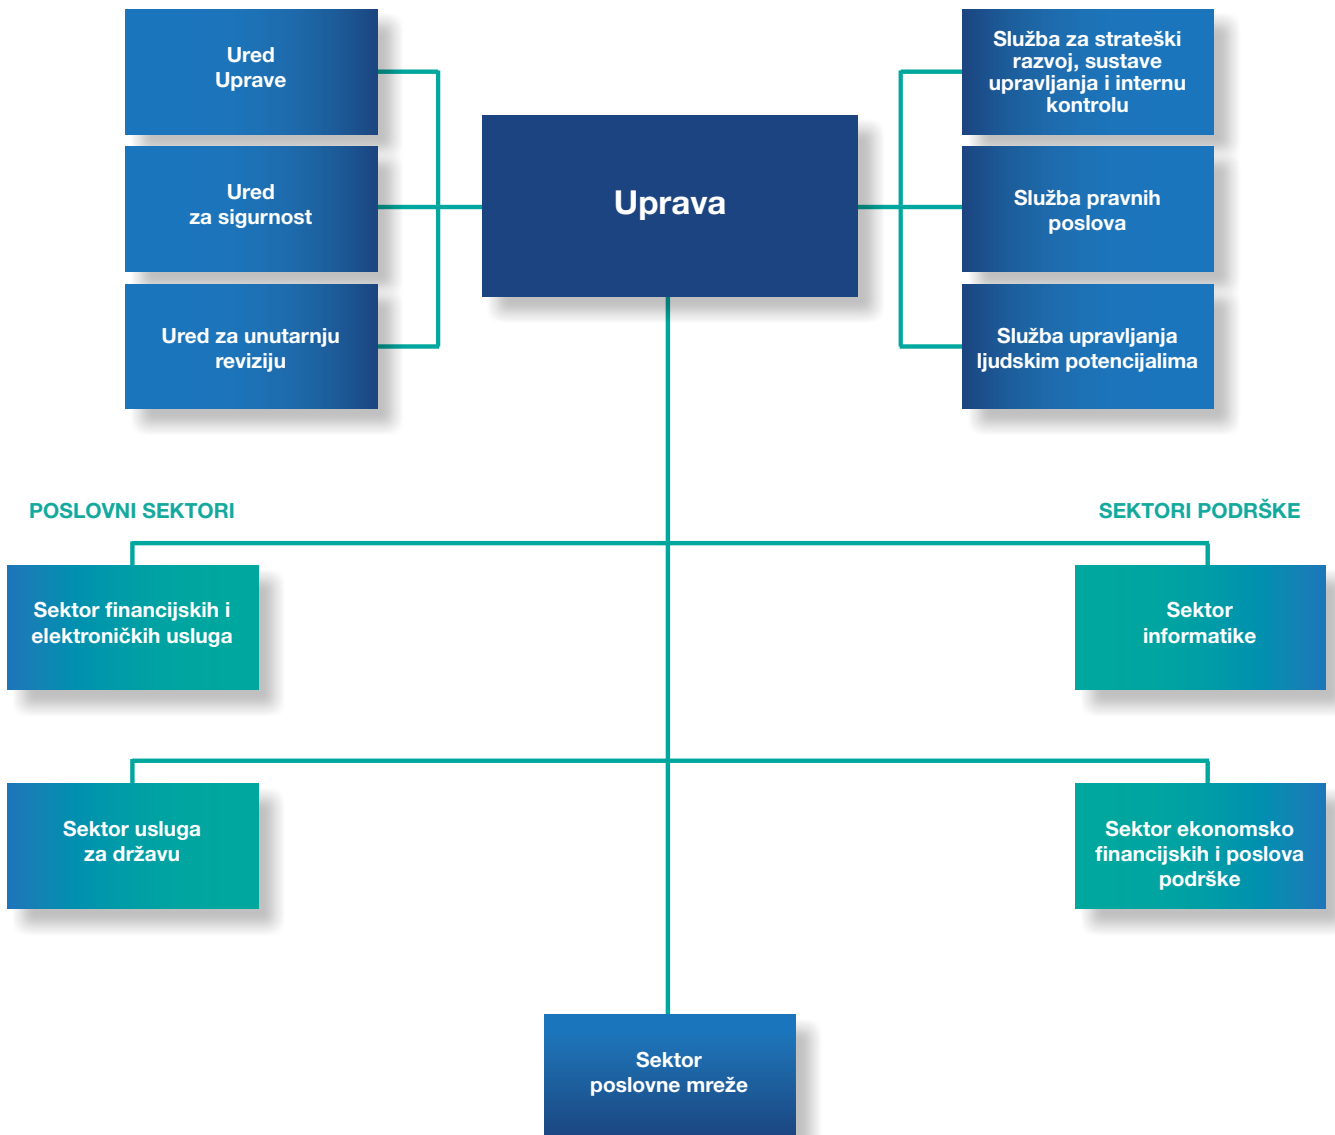 Ured
Uprave
Služba za strateški
razvoj, sustave
upravljanja i internu
kontrolu
Uprava
Ured
za sigurnost
Služba pravnih
poslova
Ured za unutarnju
reviziju
Služba upravljanja
ljudskim potencijalima
POSLOVNI SEKTORI
SEKTORI PODRŠKE
Sektor financijskih i
elektroničkih usluga
Sektor
informatike
Sektor usluga
za državu
Sektor ekonomsko
financijskih i poslova
podrške
Sektor
poslovne mreže